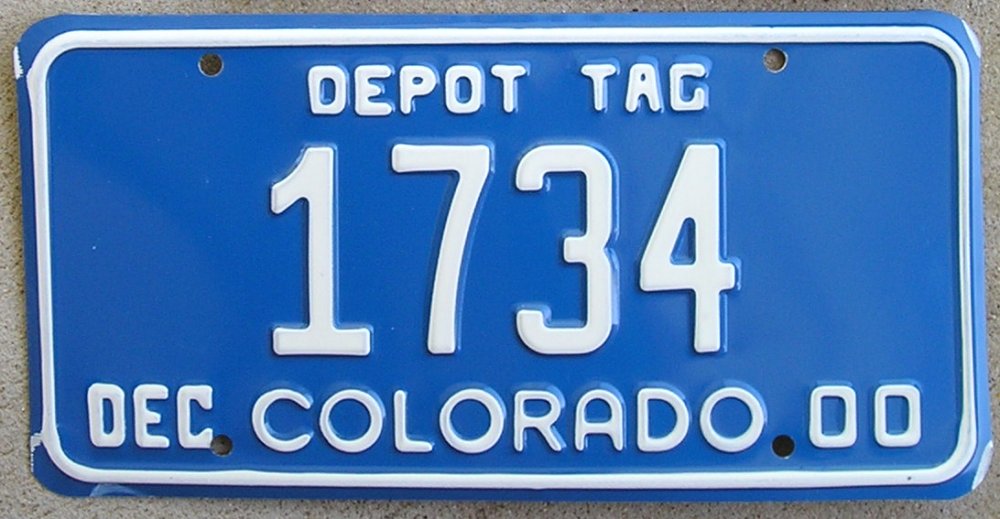 DEPOT TAG
1734
DEC COLORADO 00